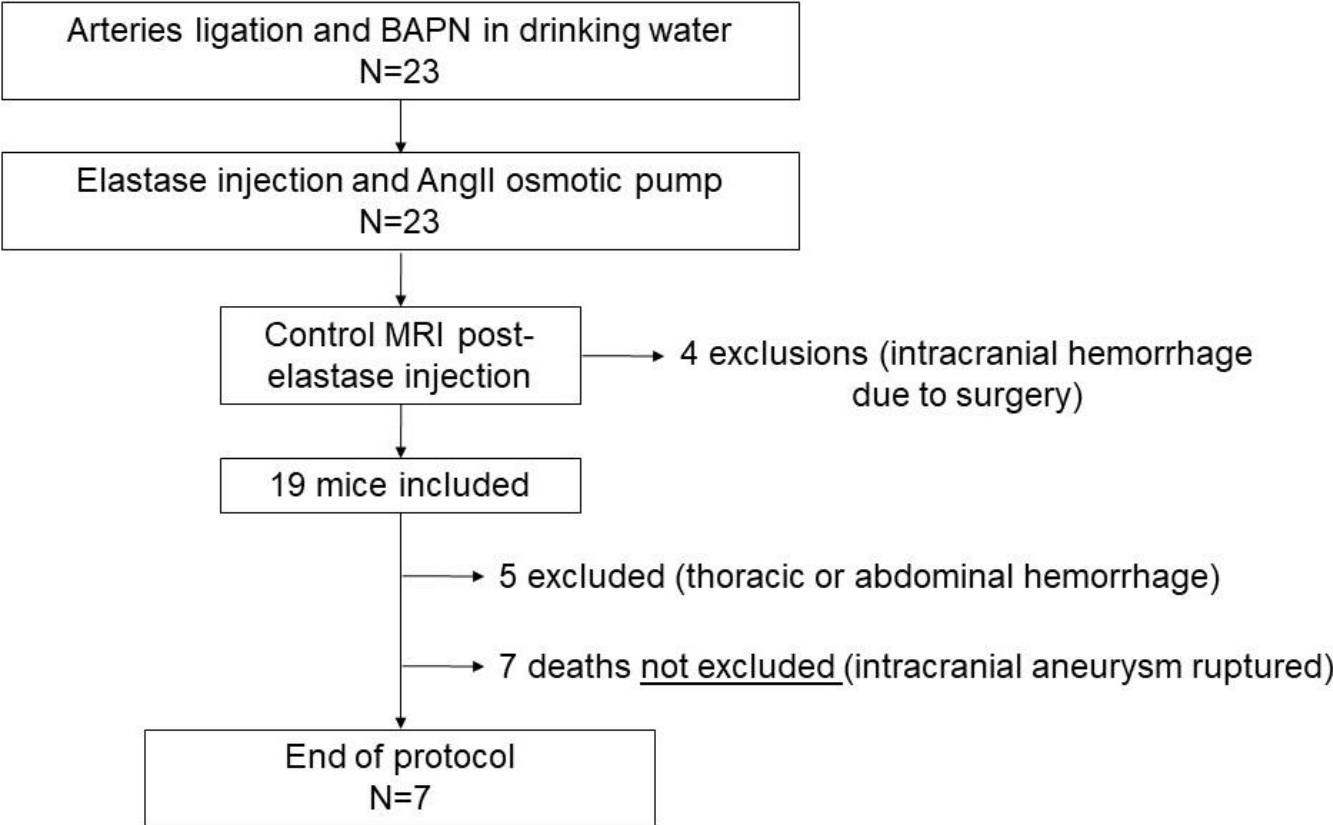 Arteries ligation and BAPN in drinking water
N=23
Elastase injection and AngII osmotic pump
N=23
Control MRI post-
elastase injection
4 exclusions (intracranial hemorrhage
due to surgery)
19 mice included
5 excluded (thoracic or abdominal hemorrhage)
7 deaths not excluded (intracranial aneurysm ruptured)
End of protocol
N=7